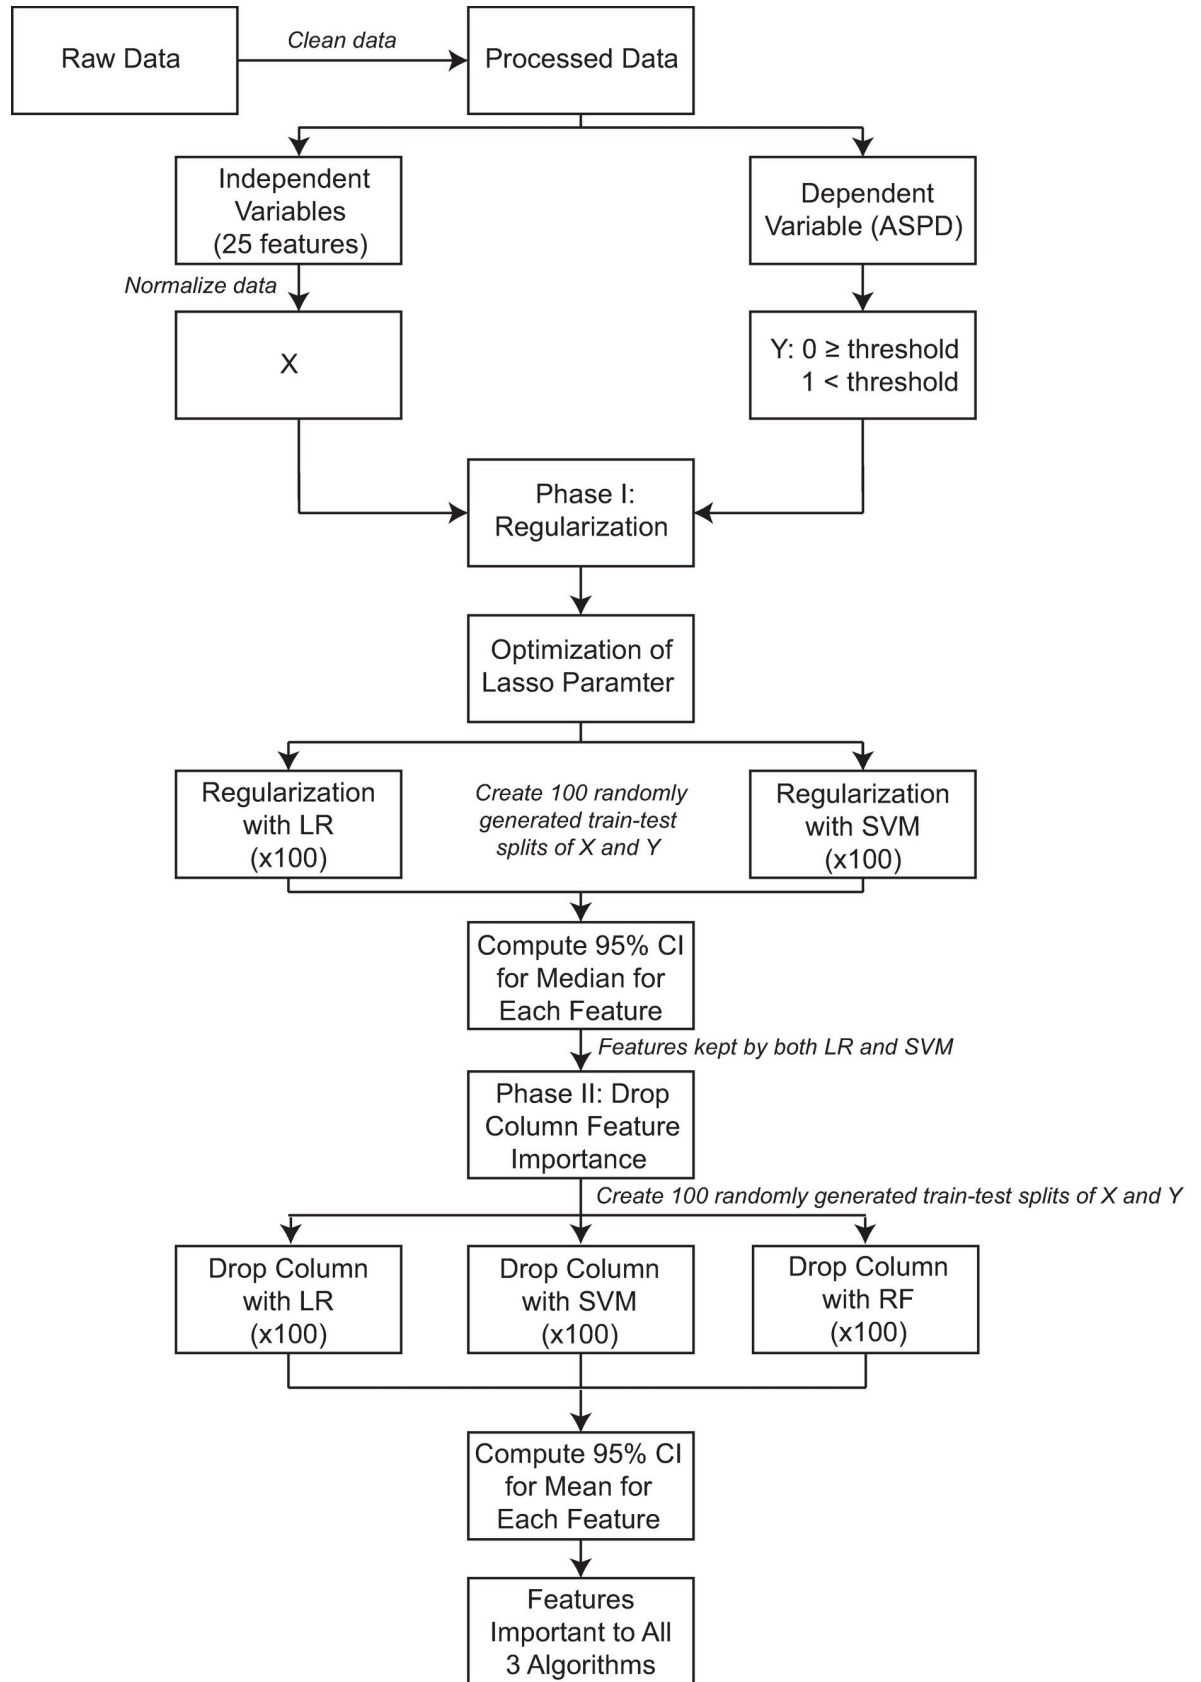 Raw Data
Clean data
Processed Data
Independent
Variables
(25 features)
Dependent
Variable (ASPD)
Normalize data
X
Y: 0 ≥ threshold
1 < threshold
Phase I:
Regularization
Optimization of
Lasso Paramter
Regularization
with LR
(x100)
Create 100 randomly
generated train-test
splits of X and Y
Regularization
with SVM
(x100)
Compute 95% CI
for Median for
Each Feature
Features kept by both LR and SVM
Phase II: Drop
Column Feature
Importance
Create 100 randomly generated train-test splits of X and Y
Drop Column
with LR
(x100)
Drop Column
with SVM
(x100)
Drop Column
with RF
(x100)
Compute 95% CI
for Mean for
Each Feature
Features
Important to All
3 Algorithms